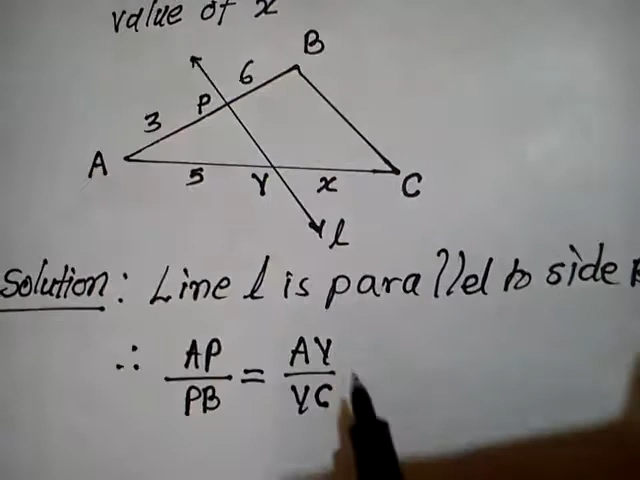 value of x
B
6
P
3
A
5
Y
x
C
l
Solution: Line l is parallel to side
∴ AP/PB = AY/YC